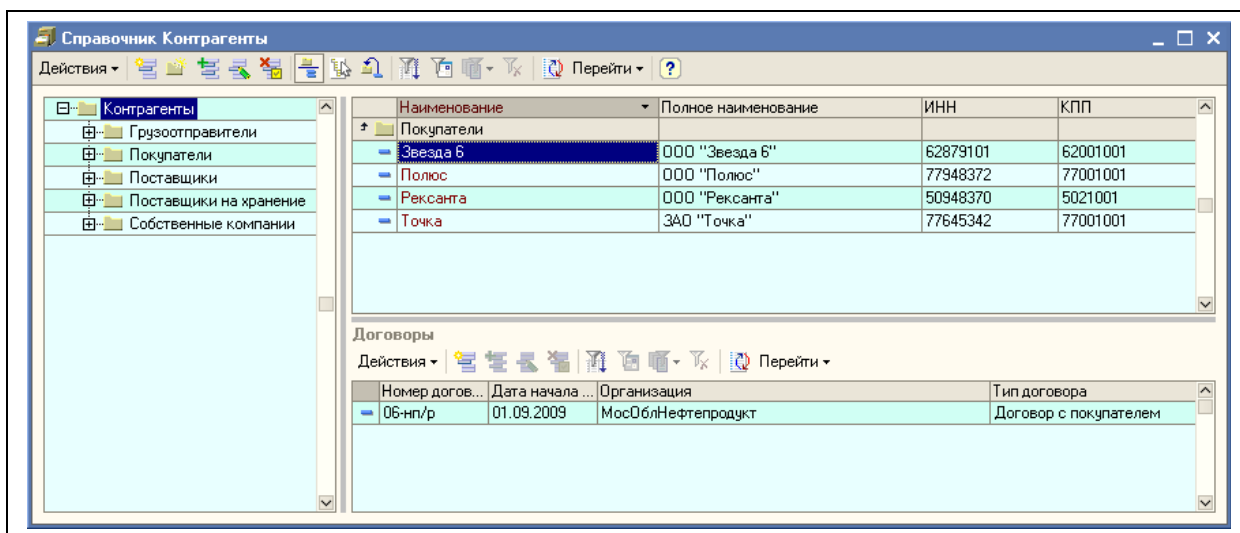 Справочник Контрагенты
Действия Перейти ?
Контрагенты
Грузоотправители
Покупатели
Поставщики
Поставщики на хранение
Собственные компании
Наименование Полное наименование ИНН КПП
Покупатели
Звезда 6 ООО "Звезда 6" 62879101 62001001
Полюс ООО "Полюс" 77948372 77001001
Рексанта ООО "Рексанта" 50948370 5021001
Точка ЗАО "Точка" 77645342 77001001
Договоры
Действия Перейти
Номер догов... Дата начала ... Организация Тип договора
06-нп/р 01.09.2009 МосОблНефтепродукт Договор с покупателем